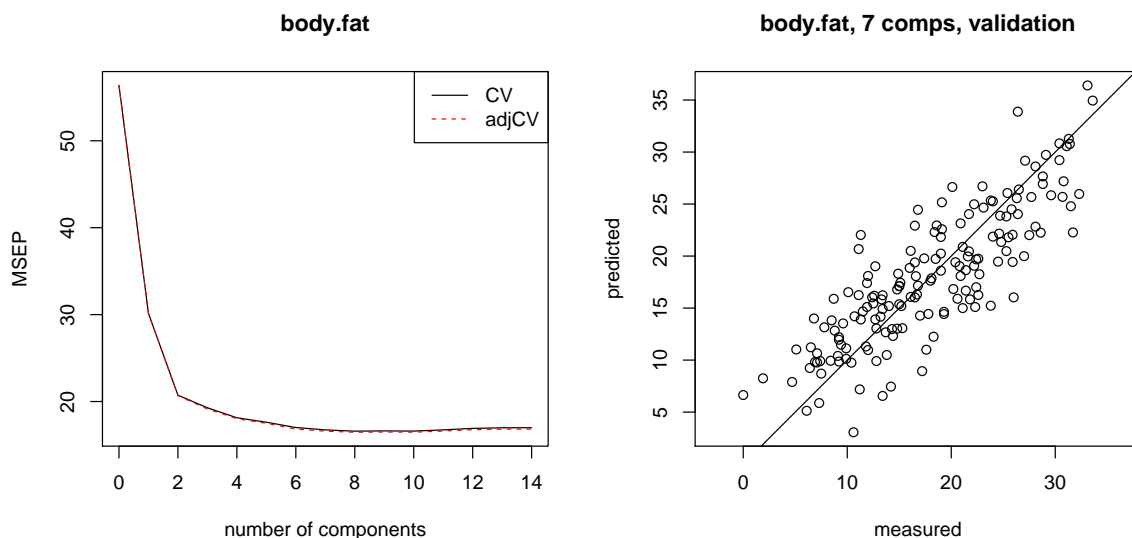 body.fat
CV
adjCV
MSEP
50
40
30
20
0 2 4 6 8 10 12 14
number of components
body.fat, 7 comps, validation
predicted
35
30
25
20
15
10
5
0 10 20 30
measured